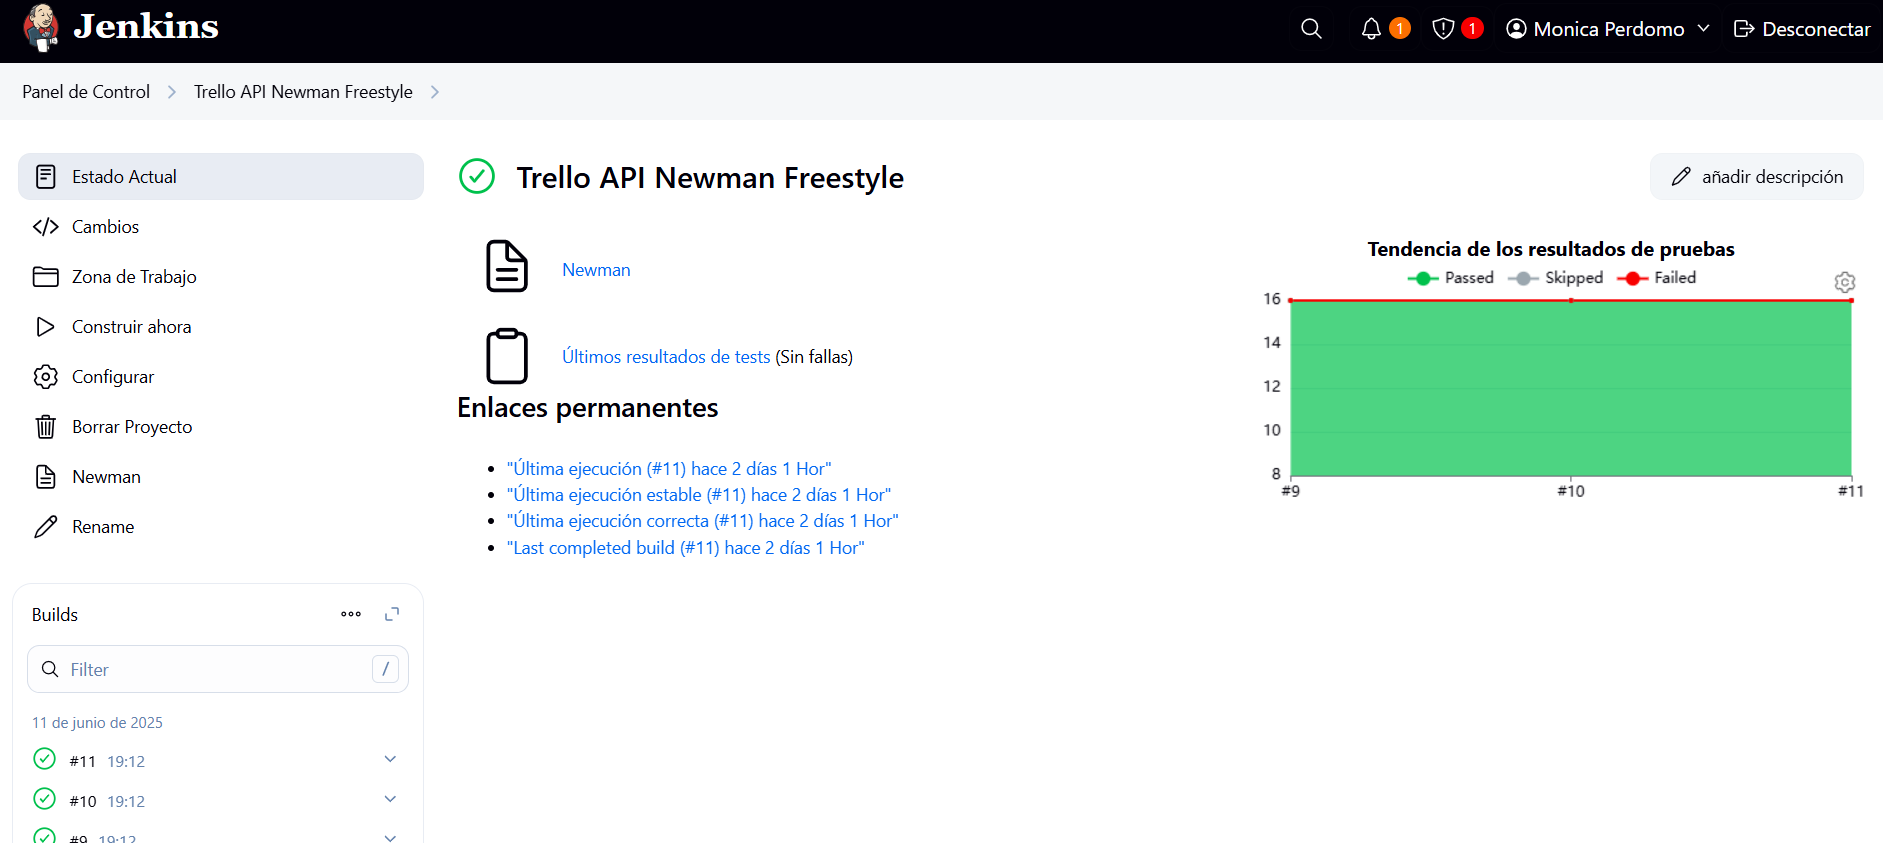 Jenkins
1
1
Monica Perdomo
Desconectar
Panel de Control
Trello API Newman Freestyle
Estado Actual
Cambios
Zona de Trabajo
Construir ahora
Configurar
Borrar Proyecto
Newman
Rename
Builds
Filter
/
11 de junio de 2025
#11 19:12
#10 19:12
#9 19:12
Trello API Newman Freestyle
añadir descripción
Newman
Últimos resultados de tests (Sin fallas)
Enlaces permanentes
"Última ejecución (#11) hace 2 días 1 Hor"
"Última ejecución estable (#11) hace 2 días 1 Hor"
"Última ejecución correcta (#11) hace 2 días 1 Hor"
"Last completed build (#11) hace 2 días 1 Hor"
Tendencia de los resultados de pruebas
Passed Skipped Failed
16
14
12
10
8
#9 #10 #11